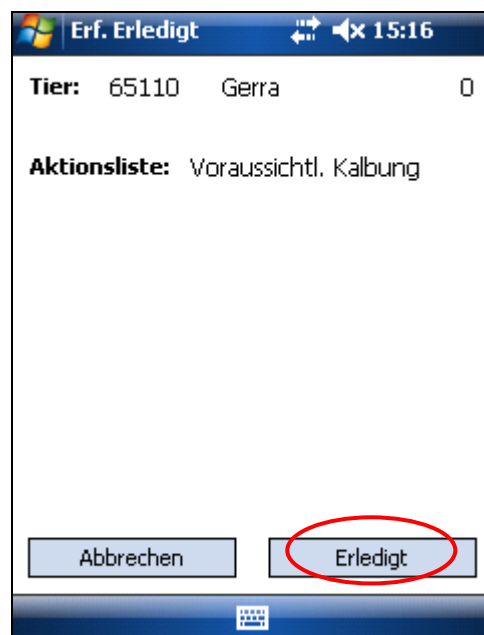 Erf. Erledigt 15:16
Tier: 65110 Gerra 0
Aktionsliste: Voraussichtl. Kalbung
Abbrechen Erledigt